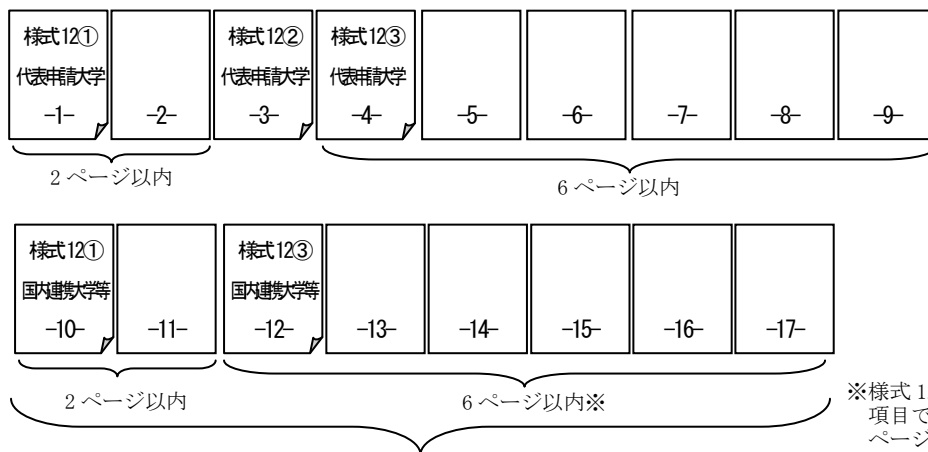 様式12① 様式12② 様式12③
代表申請大学 代表申請大学 代表申請大学
-1- -2- -3- -4- -5- -6- -7- -8- -9-
2ページ以内 6ページ以内
様式12① 様式12③
国内連携大学等 国内連携大学等
-10- -11- -12- -13- -14- -15- -16- -17-
2ページ以内 6ページ以内※
※様式1
項目で
ページ